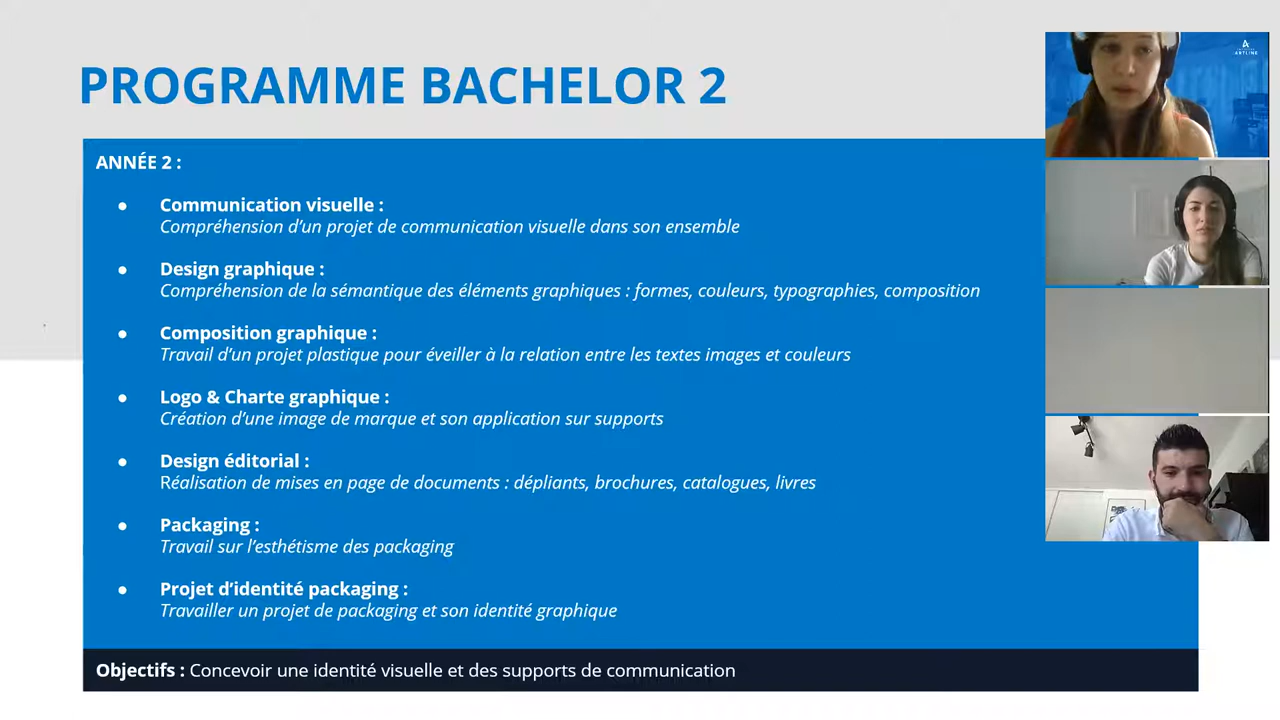 PROGRAMME BACHELOR 2
ANNÉE 2 :
● Communication visuelle :
Compréhension d’un projet de communication visuelle dans son ensemble
● Design graphique :
Compréhension de la sémantique des éléments graphiques : formes, couleurs, typographies, composition
● Composition graphique :
Travail d’un projet plastique pour éveiller à la relation entre les textes images et couleurs
● Logo & Charte graphique :
Création d’une image de marque et son application sur supports
● Design éditorial :
Réalisation de mises en page de documents : dépliants, brochures, catalogues, livres
● Packaging :
Travail sur l’esthétisme des packaging
● Projet d’identité packaging :
Travailler un projet de packaging et son identité graphique
Objectifs : Concevoir une identité visuelle et des supports de communication
ARTLINE